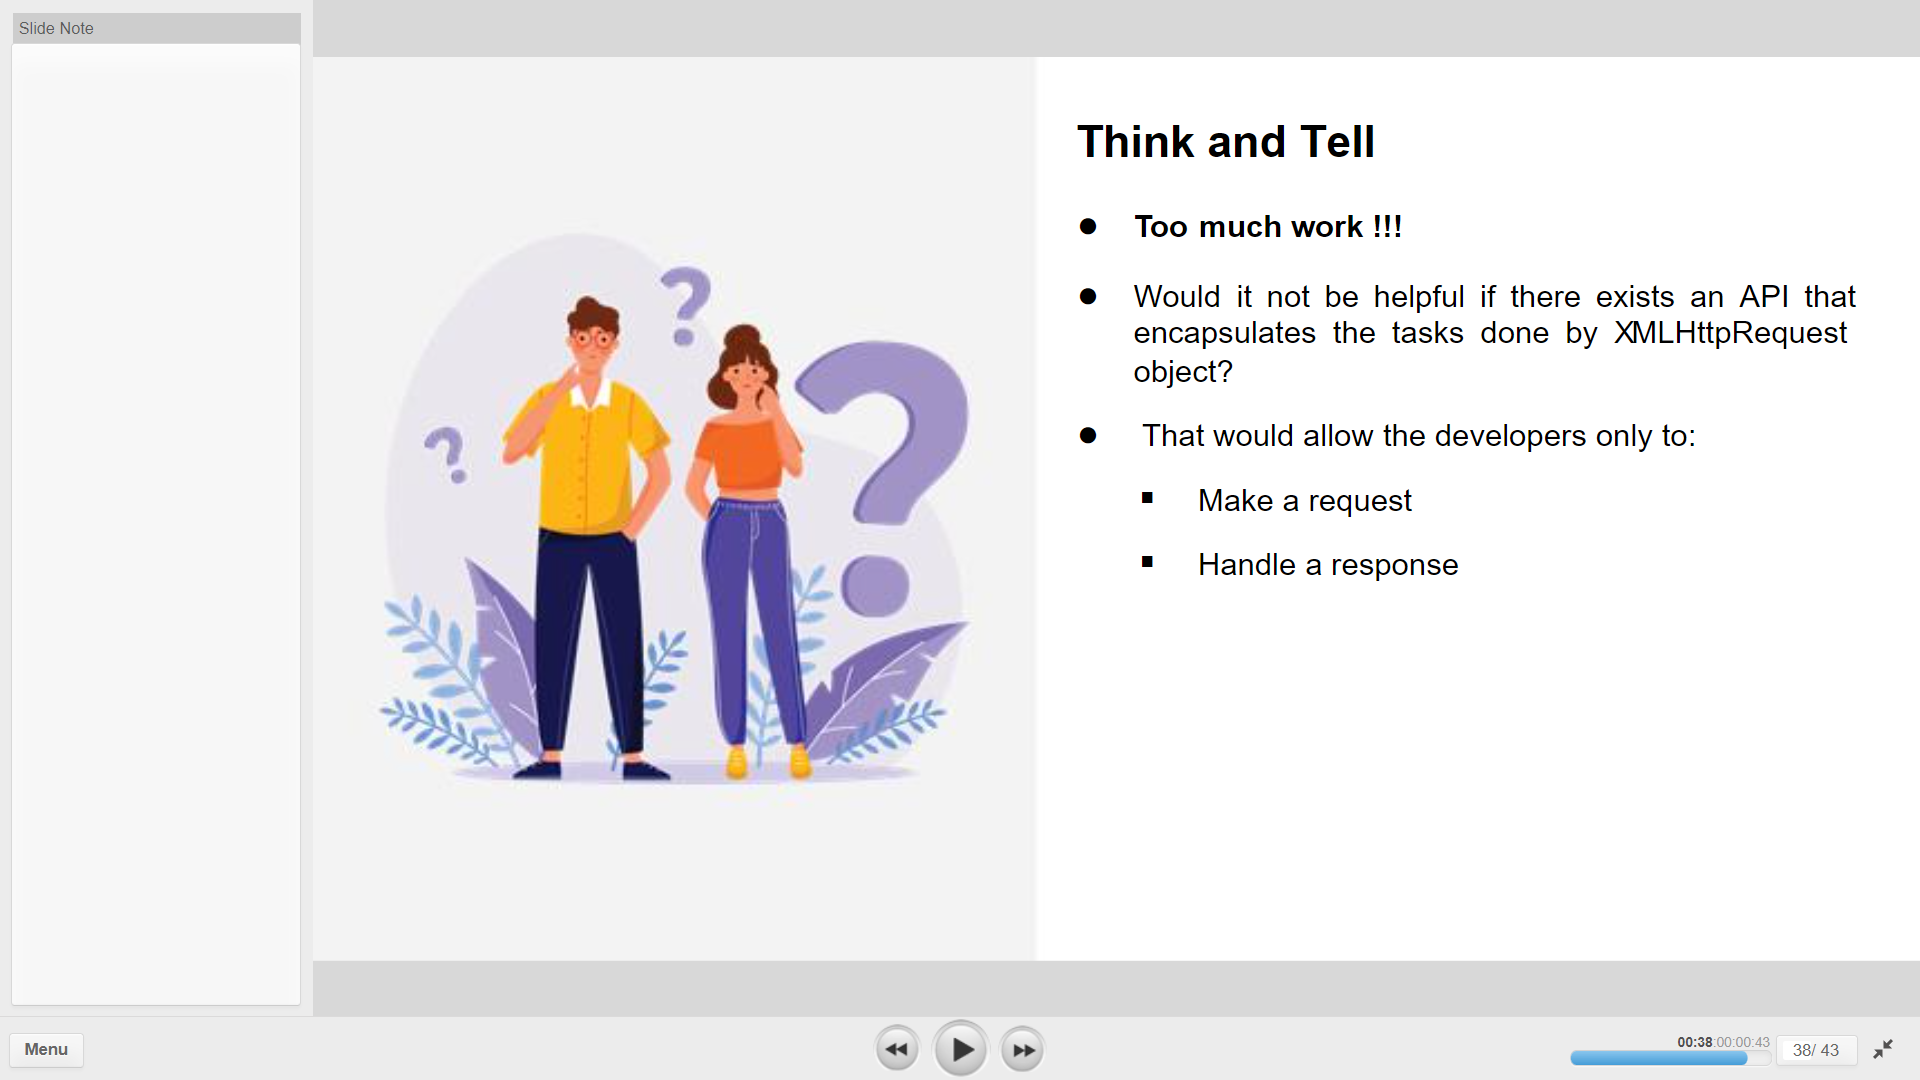 Slide Note
Think and Tell
● Too much work !!!
● Would it not be helpful if there exists an API that
encapsulates the tasks done by XMLHttpRequest
object?
● That would allow the developers only to:
■ Make a request
■ Handle a response
Menu
00:38:00:00:43
38/ 43